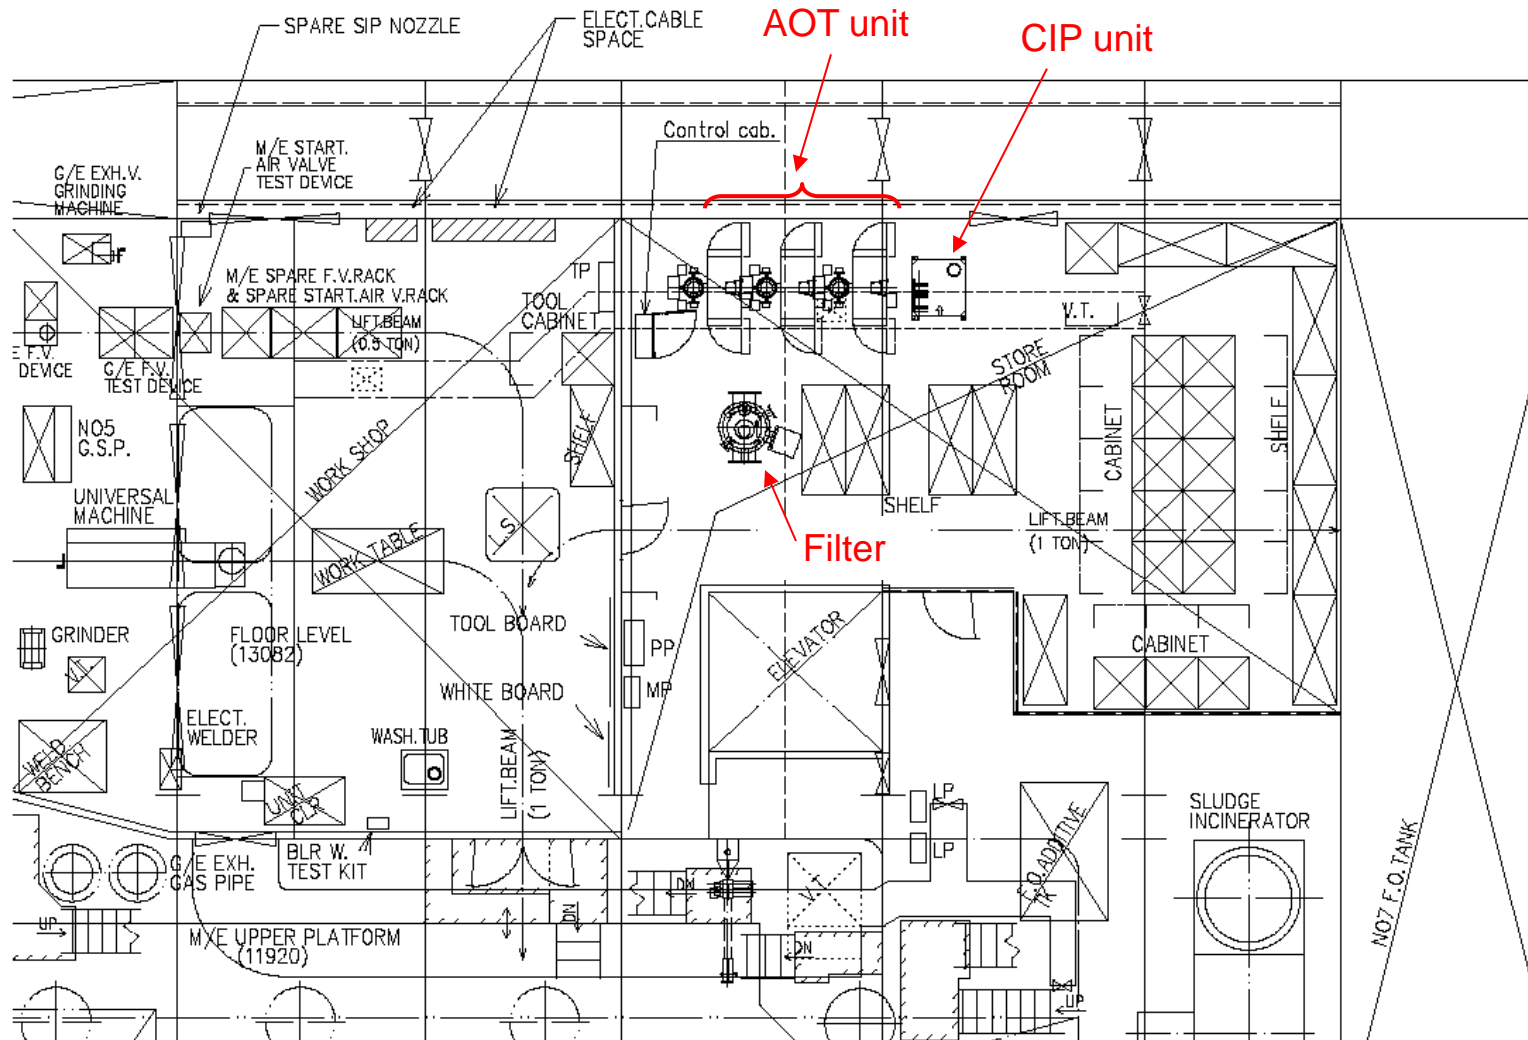 SPARE SIP NOZZLE
ELECT.CABLE
SPACE
AOT unit
CIP unit
Control cab.
M/E START.
AIR VALVE
TEST DEVICE
G/E EXH.V.
GRINDING
MACHINE
M/E SPARE F.V.RACK
& SPARE START.AIR V.RACK
LIFT.BEAM
(0.5 TON)
TP
TOOL
CABINET
V.T.
E F.V.
DEVICE
G/E F.V.
TEST DEVICE
STORE
ROOM
NO5
G.S.P.
WORK SHOP
SHELF
CABINET
SHELF
SHELF
UNIVERSAL
MACHINE
L.S
LIFT.BEAM
(1 TON)
WORK TABLE
Filter
GRINDER
FLOOR LEVEL
(13082)
TOOL BOARD
PP
ELEVATOR
CABINET
WHITE BOARD
MP
ELECT.
WELDER
WASH.TUB
WELD
BENCH
LIFT.BEAM
(1 TON)
UNIT
CLR
LP
LP
SLUDGE
INCINERATOR
BLR W.
TEST KIT
G/E EXH.
GAS PIPE
F.O.ADDITIVE
TK
DN
V.T
DN
DN
UP
UP
M/E UPPER PLATFORM
(11920)
NO7 F.O.TANK